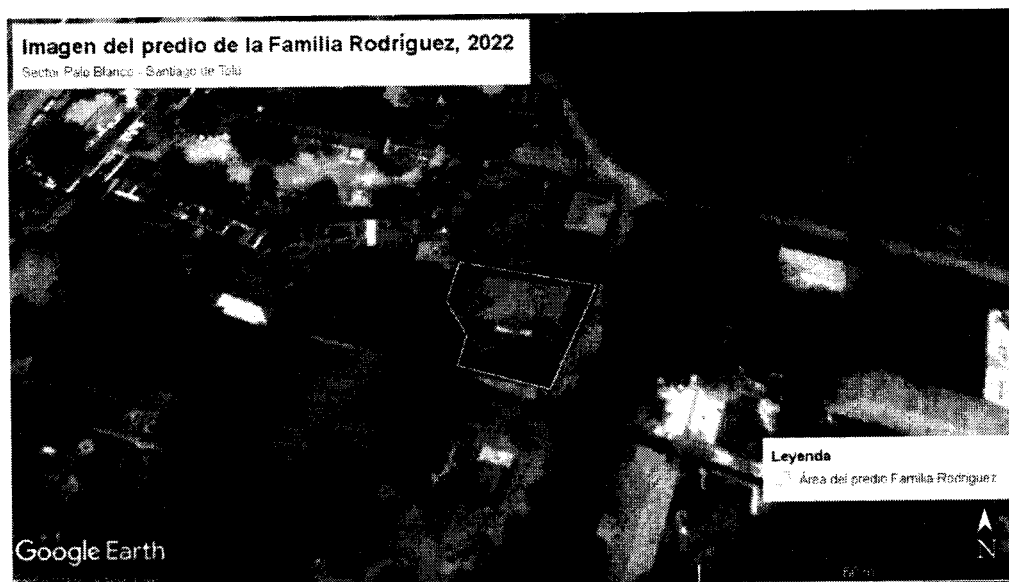 Imagen del predio de la Familia Rodríguez, 2022
Sector Palo Blanco - Santiago de Tolú
Leyenda
Área del predio Familia Rodríguez
Google Earth
N